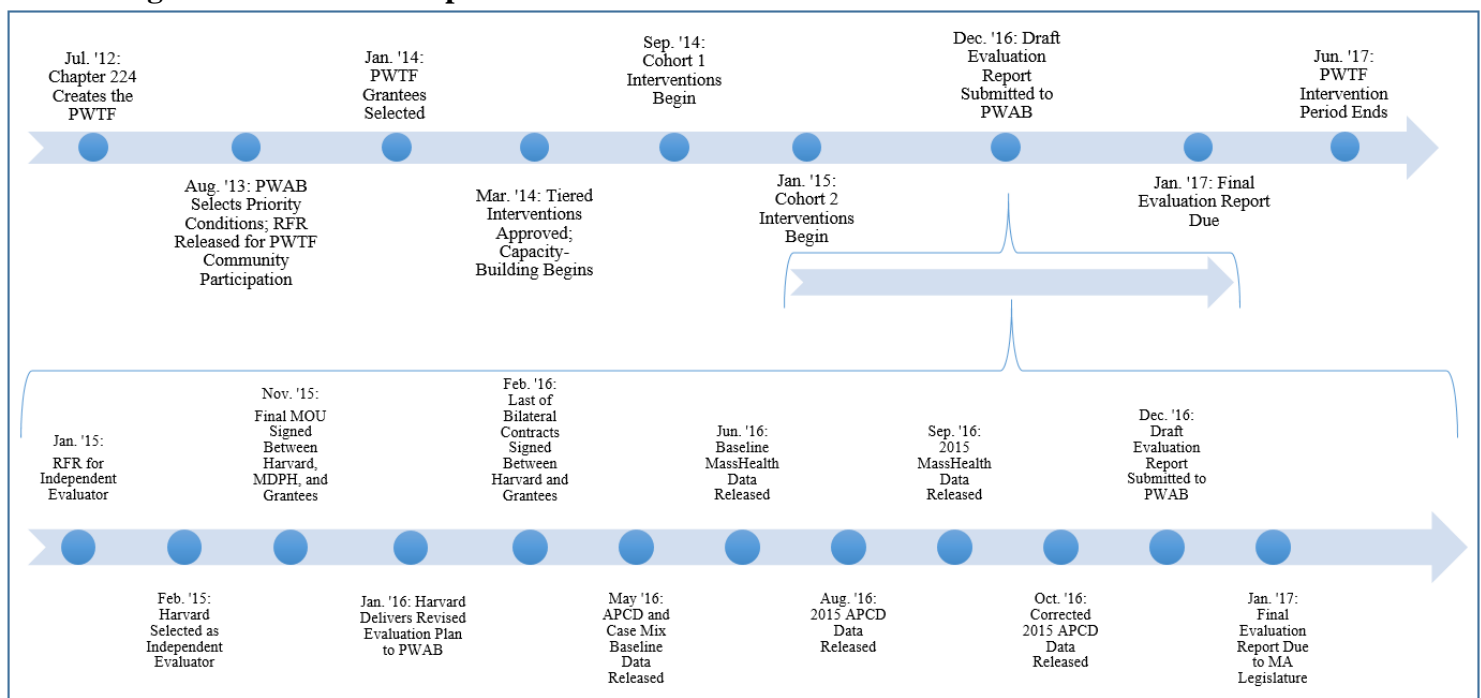 Jul. '12:
Chapter 224
Creates the
PWTF
Jan. '14:
PWTF
Grantees
Selected
Sep. '14:
Cohort 1
Interventions
Begin
Dec. '16: Draft
Evaluation
Report
Submitted to
PWAB
Jun. '17:
PWTF
Intervention
Period Ends
Aug. '13: PWAB
Selects Priority
Conditions; RFR
Released for PWTF
Community
Participation
Mar. '14: Tiered
Interventions
Approved;
Capacity-
Building Begins
Jan. '15:
Cohort 2
Interventions
Begin
Jan. '17: Final
Evaluation Report
Due
Jan. '15:
RFR for
Independent
Evaluator
Nov. '15:
Final MOU
Signed
Between
Harvard,
MDPH, and
Grantees
Feb. '16:
Last of
Bilateral
Contracts
Signed
Between
Harvard and
Grantees
Jun. '16:
Baseline
MassHealth
Data
Released
Sep. '16:
2015
MassHealth
Data
Released
Dec. '16:
Draft
Evaluation
Report
Submitted to
PWAB
Feb. '15:
Harvard
Selected as
Independent
Evaluator
Jan. '16: Harvard
Delivers Revised
Evaluation Plan
to PWAB
May '16:
APCD and
Case Mix
Baseline
Data
Released
Aug. '16:
2015 APCD
Data
Released
Oct. '16:
Corrected
2015 APCD
Data
Released
Jan. '17:
Final
Evaluation
Report Due
to MA
Legislature